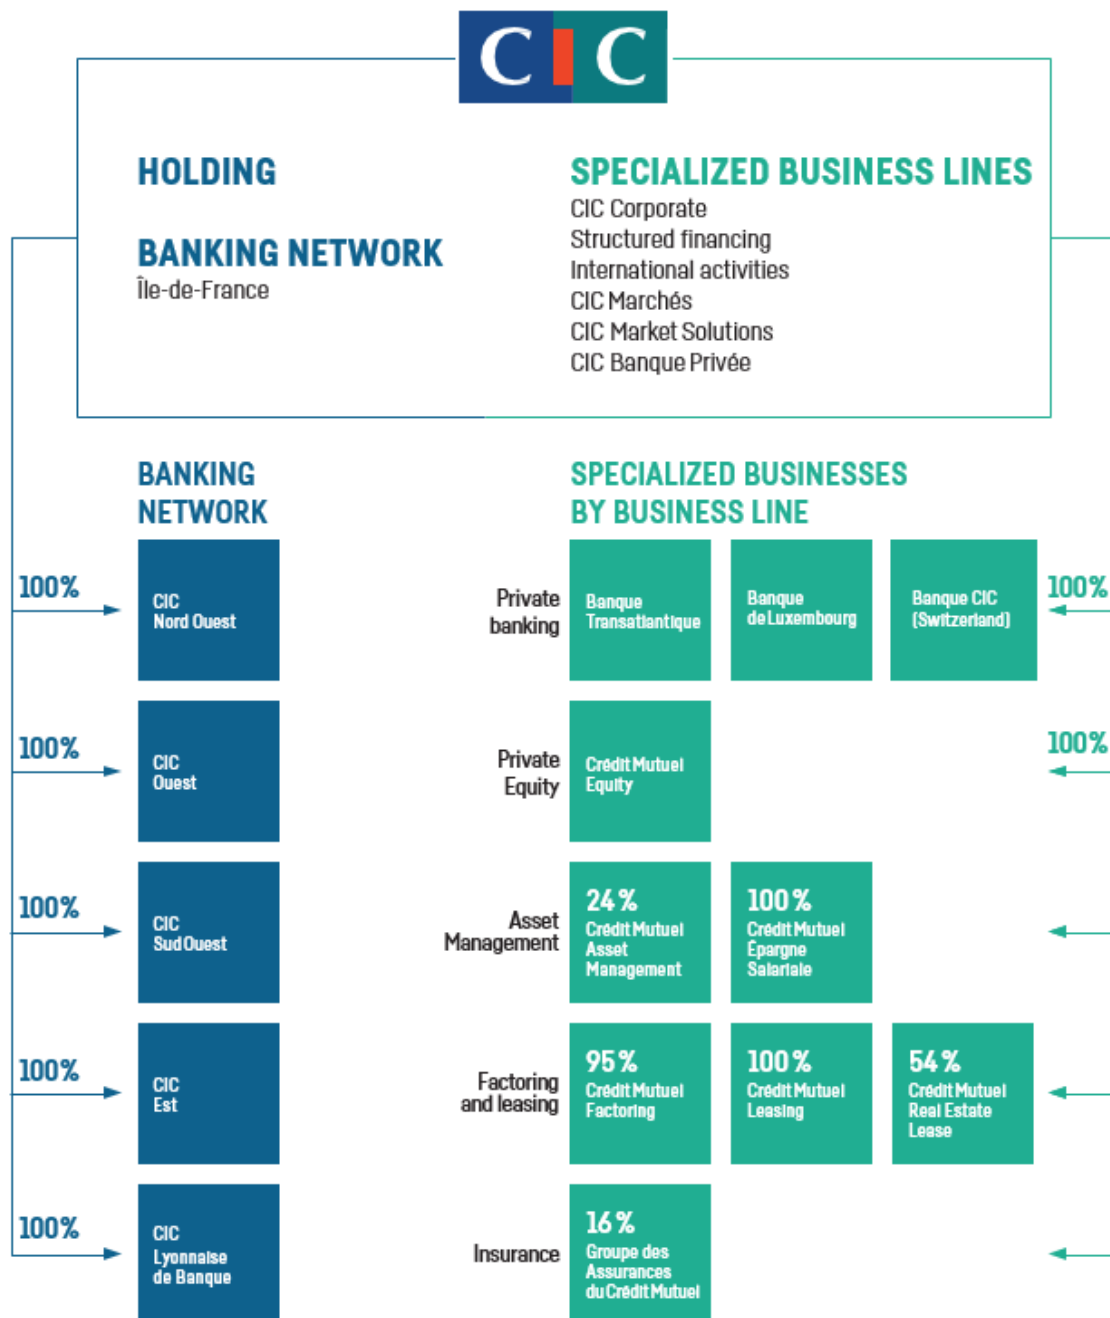 CIC
HOLDING
BANKING NETWORK
Île-de-France
SPECIALIZED BUSINESS LINES
CIC Corporate
Structured financing
International activities
CIC Marchés
CIC Market Solutions
CIC Banque Privée
BANKING
NETWORK
100%
CIC
Nord Ouest
100%
CIC
Ouest
100%
CIC
Sud Ouest
100%
CIC
Est
100%
CIC
Lyonnaise
de Banque
SPECIALIZED BUSINESSES
BY BUSINESS LINE
Private
banking
Banque
Transatlantique
Banque
de Luxembourg
Banque CIC
(Switzerland)
100%
Private
Equity
Crédit Mutuel
Equity
100%
Asset
Management
24%
Crédit Mutuel
Asset
Management
100%
Crédit Mutuel
Épargne
Salariale
Factoring
and leasing
95%
Crédit Mutuel
Factoring
100%
Crédit Mutuel
Leasing
54%
Crédit Mutuel
Real Estate
Lease
Insurance
16%
Groupe des
Assurances
du Crédit Mutuel